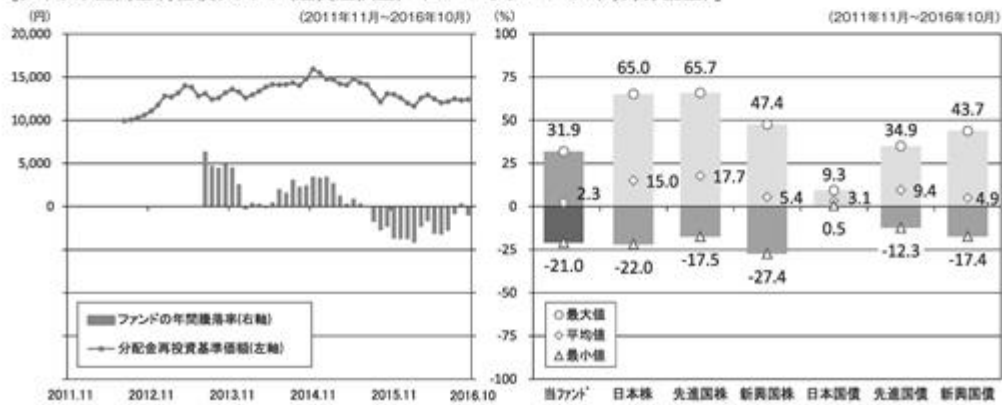 (円)
(2011年11月~2016年10月)
20,000
15,000
10,000
5,000
0
ファンドの年間騰落率(右軸)
分配金再投資基準価額(左軸)
2011.11 2012.11 2013.11 2014.11 2015.11 2016.10
(%)
(2011年11月~2016年10月)
100
75
50
25
0
-25
-50
-75
-100
31.9 65.0 65.7 47.4 9.3 34.9 43.7
2.3 15.0 17.7 5.4 3.1 9.4 4.9
-21.0 -22.0 -17.5 -27.4 0.5 -12.3 -17.4
最大値
平均値
最小値
当ファンド 日本株 先進国株 新興国株 日本国債 先進国債 新興国債